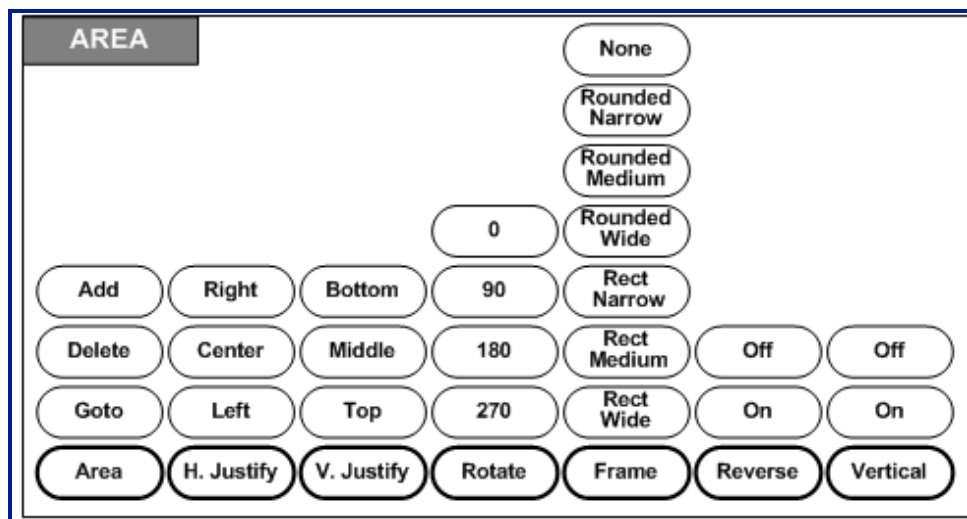 AREA
None
Rounded
Narrow
Rounded
Medium
0
Rounded
Wide
Add
Right
Bottom
90
Rect
Narrow
Delete
Center
Middle
180
Rect
Medium
Off
Off
Goto
Left
Top
270
Rect
Wide
On
On
Area
H. Justify
V. Justify
Rotate
Frame
Reverse
Vertical